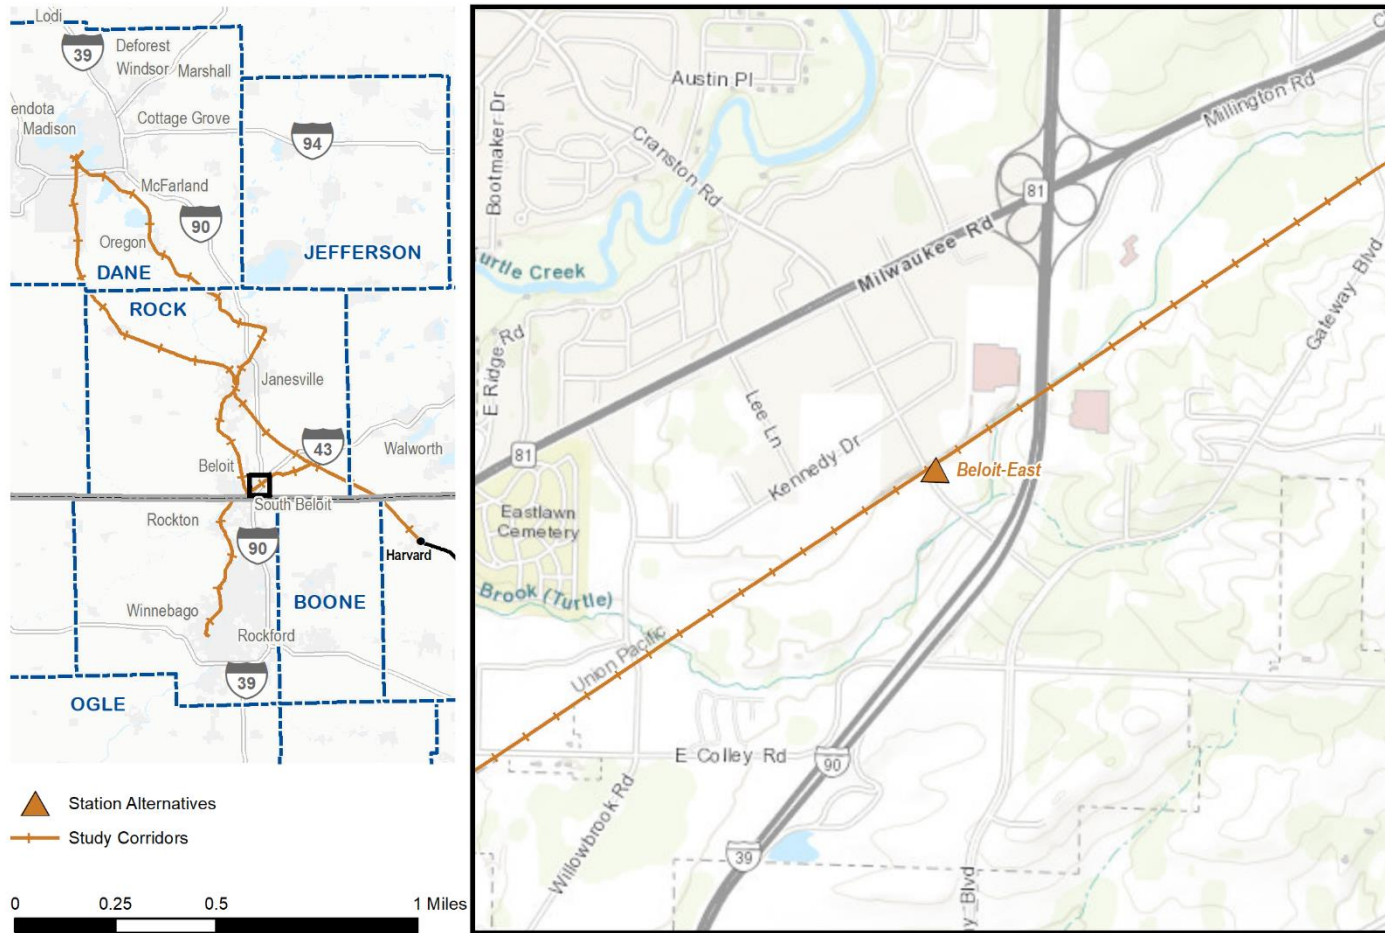 Lodi
39
Deforest
Windsor
Marshall
endota
Madison
Cottage Grove
94
McFarland
90
Oregon
JEFFERSON
DANE
ROCK
Janesville
43
Walworth
Beloit
South Beloit
Rockton
90
Harvard
Winnebago
BOONE
Rockford
39
OGLE
Station Alternatives
Study Corridors
0 0.25 0.5 1 Miles
Austin Pl
Bootmaker Dr
Cranston Rd
Millington Rd
81
Milwaukee Rd
urtle Creek
Gateway Blvd
E Ridge Rd
Lee Ln
81
Kennedy Dr
Beloit-East
Eastlawn
Cemetery
Brook (Turtle)
Union Pacific
E Colley Rd
90
Willowbrook Rd
39
y Blvd